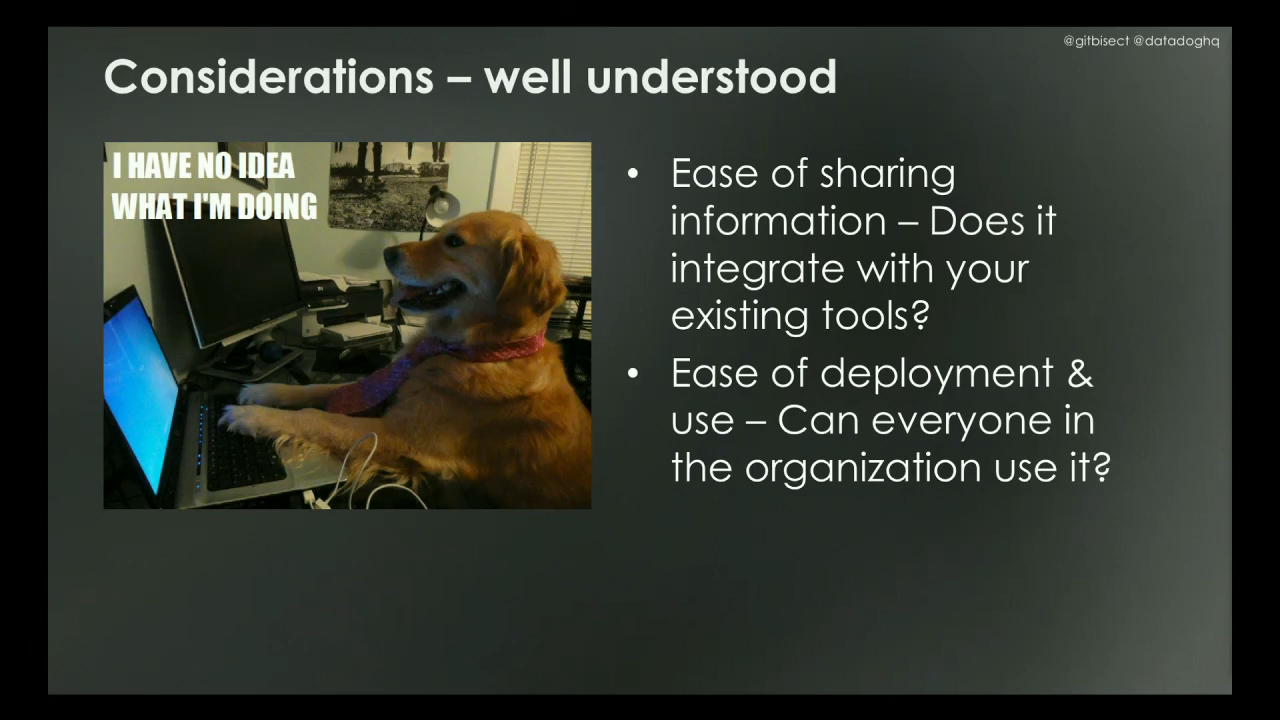 @gitbisect @datadoghq
Considerations – well understood
I HAVE NO IDEA
WHAT I'M DOING
• Ease of sharing
information – Does it
integrate with your
existing tools?
• Ease of deployment &
use – Can everyone in
the organization use it?